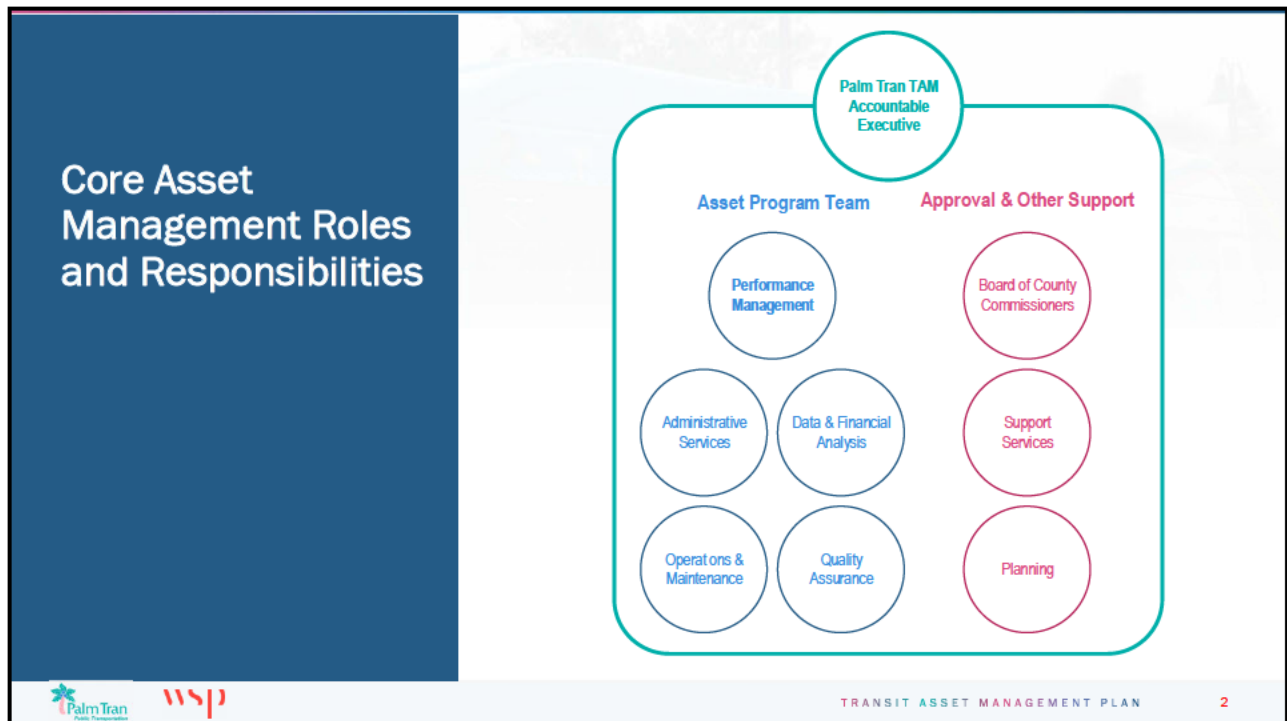 Core Asset
Management Roles
and Responsibilities
Palm Tran TAM
Accountable
Executive
Asset Program Team
Approval & Other Support
Performance
Management
Board of County
Commissioners
Administrative
Services
Data & Financial
Analysis
Support
Services
Operat ons &
Maintenance
Quality
Assurance
Planning
Palm Tran
Public Transportation
wsp
TRANSIT ASSET MANAGEMENT PLAN
2